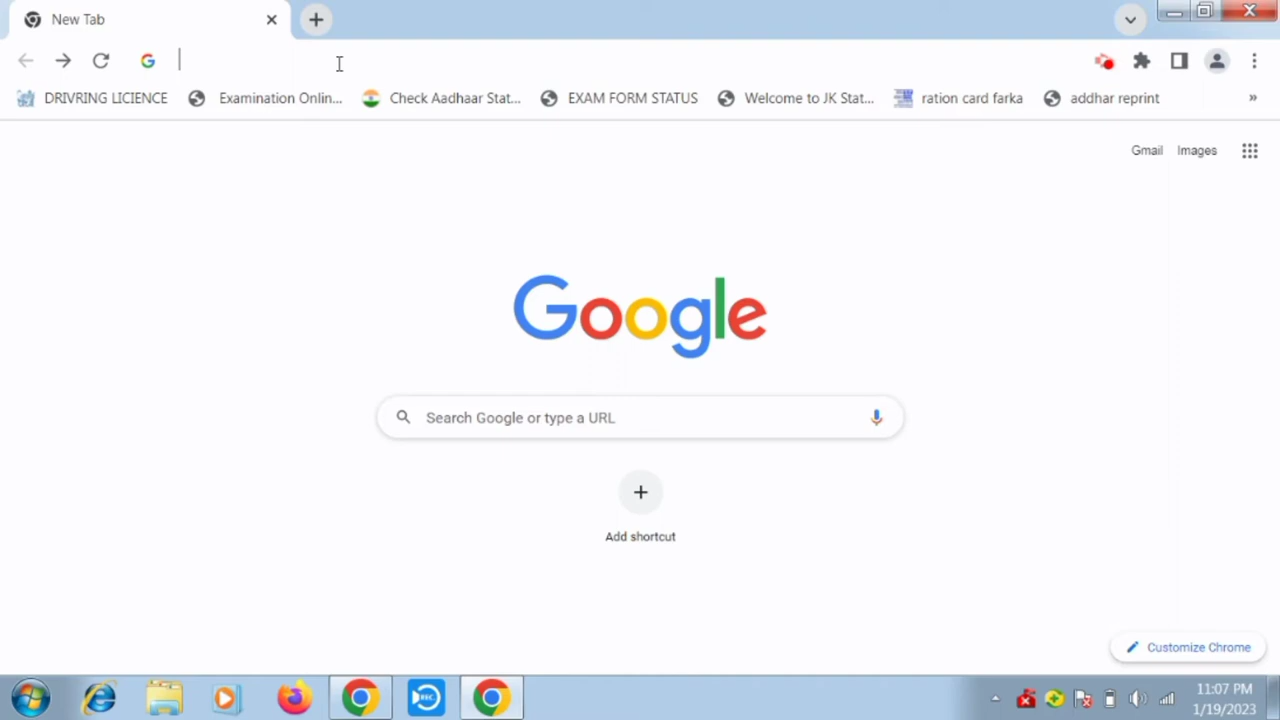 New Tab
DRIVRING LICIENCE
Examination Onlin...
Check Aadhaar Stat...
EXAM FORM STATUS
Welcome to JK Stat...
ration card farka
addhar reprint
»
Gmail
Images
Google
Search Google or type a URL
Add shortcut
Customize Chrome
REC
11:07 PM
1/19/2023